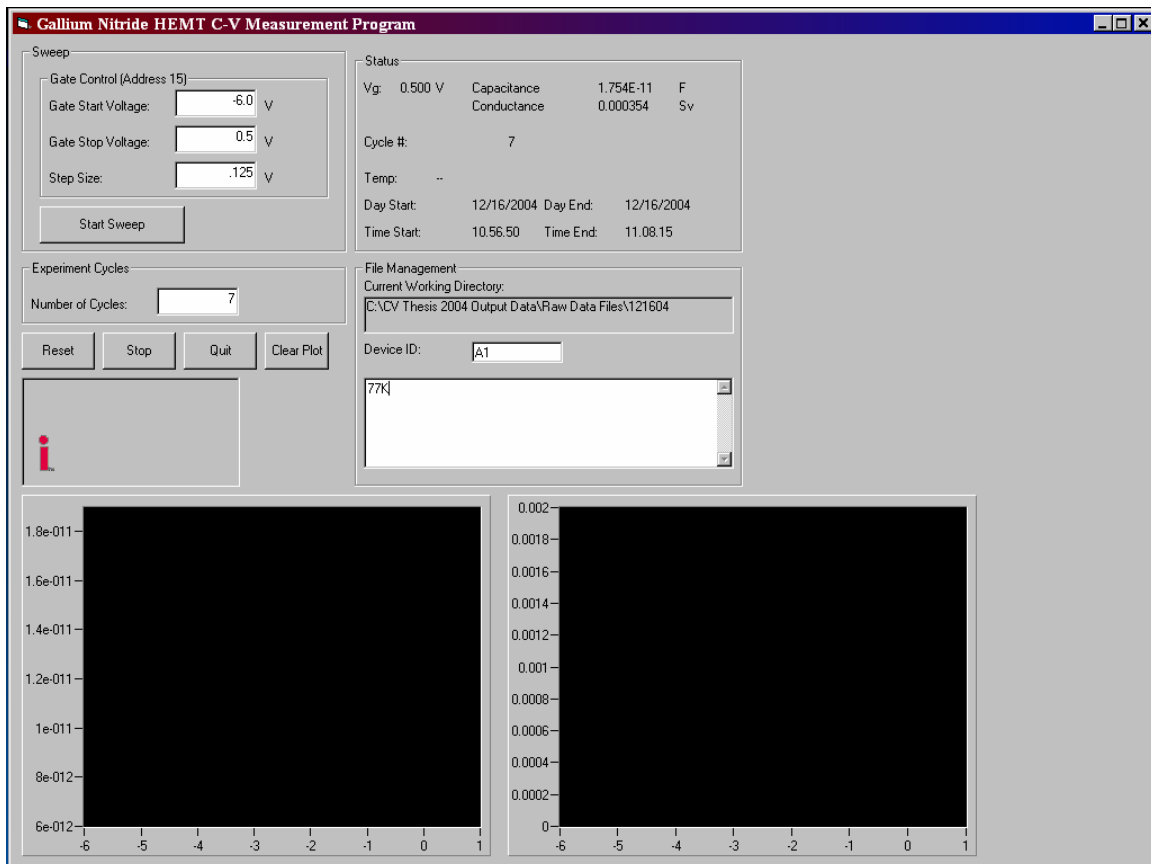 Gallium Nitride HEMT C-V Measurement Program
Sweep
Gate Control (Address 15)
Gate Start Voltage: -6.0 V
Gate Stop Voltage: 0.5 V
Step Size: .125 V
Start Sweep
Status
Vg: 0.500 V Capacitance 1.754E-11 F
Conductance 0.000354 Sv
Cycle #: 7
Temp: --
Day Start: 12/16/2004 Day End: 12/16/2004
Time Start: 10.56.50 Time End: 11.08.15
Experiment Cycles
Number of Cycles: 7
Reset Stop Quit Clear Plot
File Management
Current Working Directory:
C:\CV Thesis 2004 Output Data\Raw Data Files\121604
Device ID: A1
77K
i
1.8e-011
1.6e-011
1.4e-011
1.2e-011
1e-011
8e-012
6e-012
-6 -5 -4 -3 -2 -1 0 1
0.002
0.0018
0.0016
0.0014
0.0012
0.001
0.0008
0.0006
0.0004
0.0002
0
-6 -5 -4 -3 -2 -1 0 1